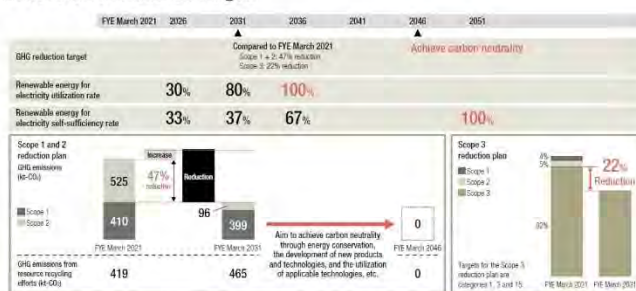 FYE March 2021 2026 2031 2036 2041 2046 2051
GHG reduction target
Compared to FYE March 2021
Scope 1 + 2: 47% reduction
Scope 3: 22% reduction
Achieve carbon neutrality
Renewable energy for
electricity utilization rate
30% 80% 100%
Renewable energy for
electricity self-sufficiency rate
33% 37% 67% 100%
Scope 1 and 2
reduction plan
GHG emissions
(kt-CO₂)
Scope 1
Scope 2
525
410
FYE March 2021
Increase
47%
reduction
Reduction
96
399
FYE March 2031
Aim to achieve carbon neutrality
through energy conservation,
the development of new products
and technologies, and the utilization
of applicable technologies, etc.
0
FYE March 2046
GHG emissions from
resource recycling
efforts (kt-CO₂)
419 465 0
Scope 3
reduction plan
Scope 1
Scope 2
Scope 3
4%
5%
22%
Reduction
Targets for the Scope 3
reduction plan are
categories 1, 3 and 15
FYE March 2021 FYE March 2031